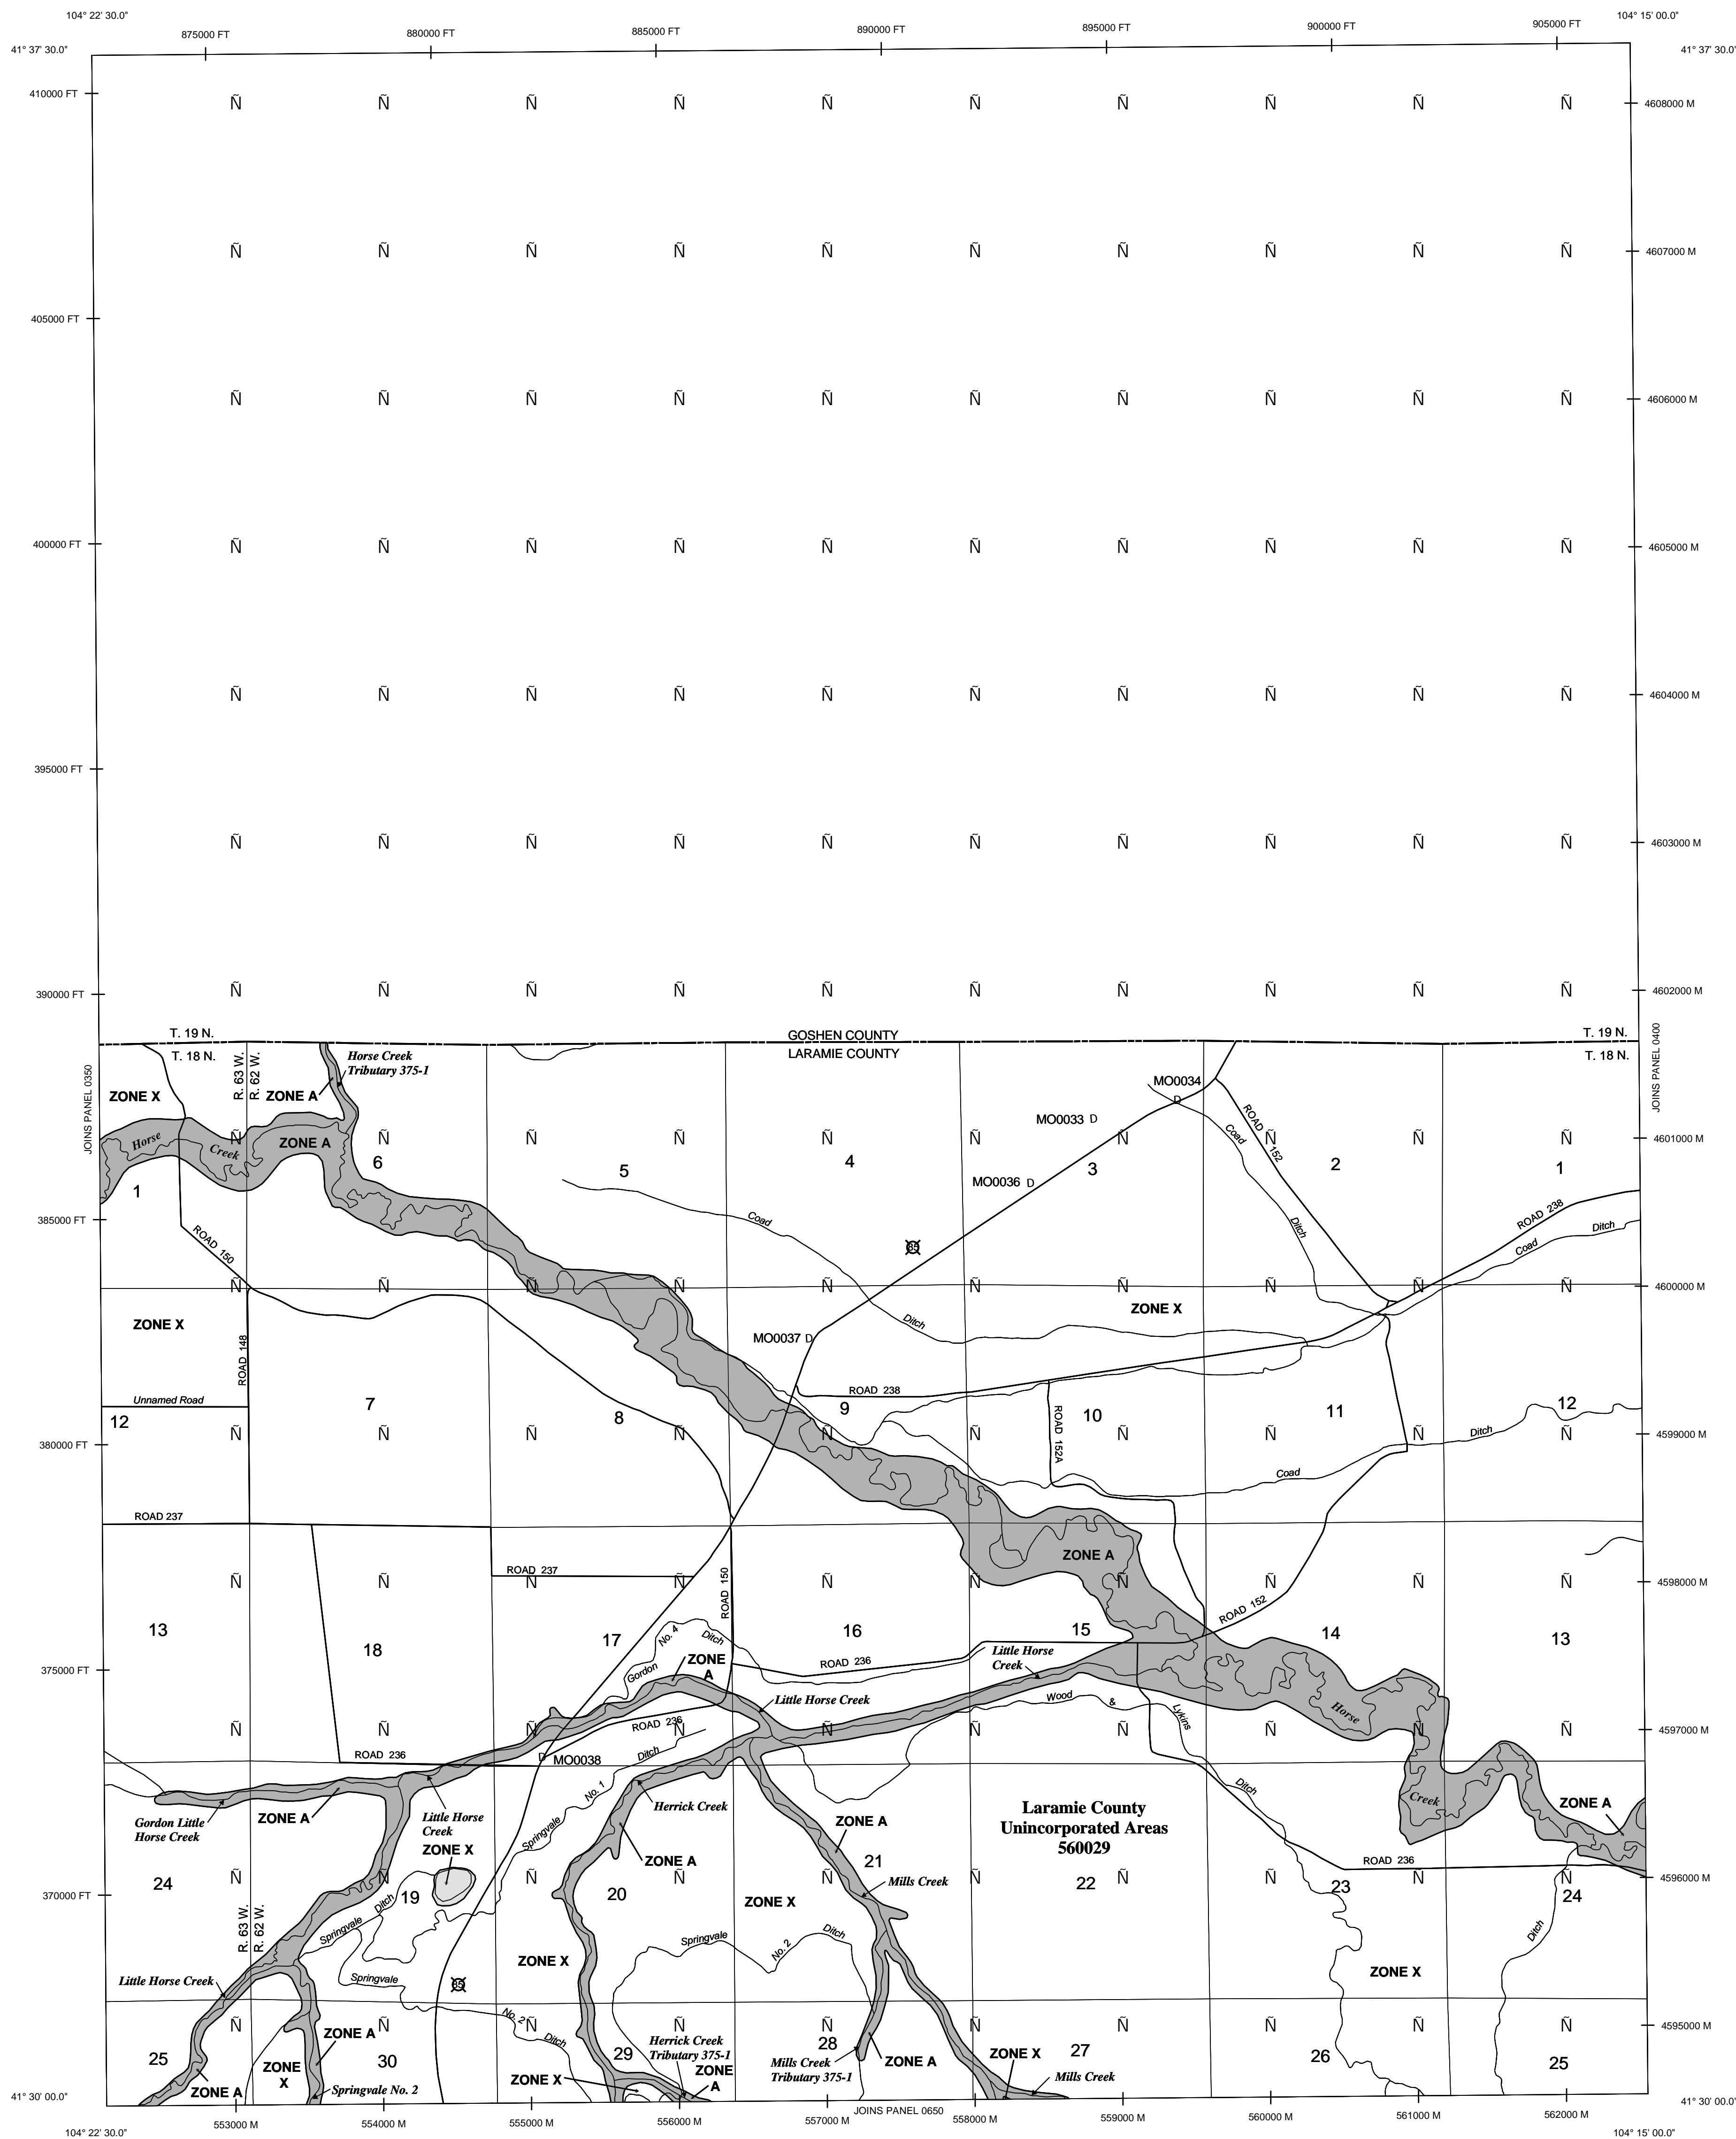 104° 22' 30.0"
875000 FT
880000 FT
885000 FT
890000 FT
895000 FT
900000 FT
905000 FT
104° 15' 00.0"
41° 37' 30.0"
41° 37' 30.0"
410000 FT
Ñ Ñ Ñ Ñ Ñ Ñ Ñ Ñ Ñ Ñ
4608000 M
Ñ Ñ Ñ Ñ Ñ Ñ Ñ Ñ Ñ Ñ
4607000 M
405000 FT
Ñ Ñ Ñ Ñ Ñ Ñ Ñ Ñ Ñ Ñ
4606000 M
400000 FT
Ñ Ñ Ñ Ñ Ñ Ñ Ñ Ñ Ñ Ñ
4605000 M
Ñ Ñ Ñ Ñ Ñ Ñ Ñ Ñ Ñ Ñ
4604000 M
395000 FT
Ñ Ñ Ñ Ñ Ñ Ñ Ñ Ñ Ñ Ñ
4603000 M
390000 FT
Ñ Ñ Ñ Ñ Ñ Ñ Ñ Ñ Ñ Ñ
4602000 M
T. 19 N.
GOSHEN COUNTY
T. 19 N.
T. 18 N.
LARAMIE COUNTY
T. 18 N.
JOINS PANEL 0350
JOINS PANEL 0400
R. 63 W.
R. 62 W.
Horse Creek
Tributary 375-1
ZONE X
ZONE A
MO0034
D
MO0033 D
ROAD 152
Coad
Horse
Creek
Ñ Ñ Ñ Ñ Ñ Ñ Ñ Ñ Ñ Ñ
4601000 M
ZONE A
1
6
5
4
3
2
1
MO0036 D
385000 FT
ROAD 150
Coad
85
Ditch
ROAD 238
Coad
Ditch
Ñ Ñ Ñ Ñ Ñ Ñ Ñ Ñ Ñ Ñ
4600000 M
ZONE X
ROAD 148
MO0037 D
Ditch
ZONE X
Unnamed Road
ROAD 238
12
7
8
9
10
11
12
ROAD 152A
380000 FT
Ñ Ñ Ñ Ñ Ñ Ñ Ñ Ñ Ñ Ñ
4599000 M
Ditch
Coad
ROAD 237
ROAD 237
ZONE A
Ñ Ñ Ñ Ñ Ñ Ñ Ñ Ñ Ñ Ñ
4598000 M
ROAD 150
ROAD 152
13
18
17
16
15
14
13
No. 4
Ditch
Gordon
ZONE
A
ROAD 236
Little Horse
Creek
375000 FT
Little Horse Creek
Wood
&
Lykins
Horse
ROAD 236
Ñ Ñ Ñ Ñ Ñ Ñ Ñ Ñ Ñ Ñ
4597000 M
ROAD 236
D MO0038
Ditch
No. 1
Springvale
Gordon Little
Horse Creek
ZONE A
Little Horse
Creek
ZONE X
Herrick Creek
ZONE A
Laramie County
Unincorporated Areas
560029
Ditch
Creek
ZONE A
ROAD 236
ZONE A
370000 FT
Ñ Ñ Ñ Ñ Ñ Ñ Ñ Ñ Ñ Ñ
4596000 M
24
19
20
21
22
23
24
Mills Creek
ZONE X
R. 63 W.
R. 62 W.
Springvale
Ditch
Springvale
No. 2
Ditch
Ditch
Little Horse Creek
Springvale
85
ZONE X
ZONE X
No. 2
Ditch
Ñ Ñ Ñ Ñ Ñ Ñ Ñ Ñ Ñ Ñ
4595000 M
25
ZONE A
30
29
28
27
26
25
Herrick Creek
Tributary 375-1
ZONE
X
ZONE A
Springvale No. 2
ZONE X
ZONE
A
Mills Creek
Tributary 375-1
ZONE A
ZONE X
Mills Creek
41° 30' 00.0"
41° 30' 00.0"
JOINS PANEL 0650
553000 M
554000 M
555000 M
556000 M
557000 M
558000 M
559000 M
560000 M
561000 M
562000 M
104° 22' 30.0"
104° 15' 00.0"